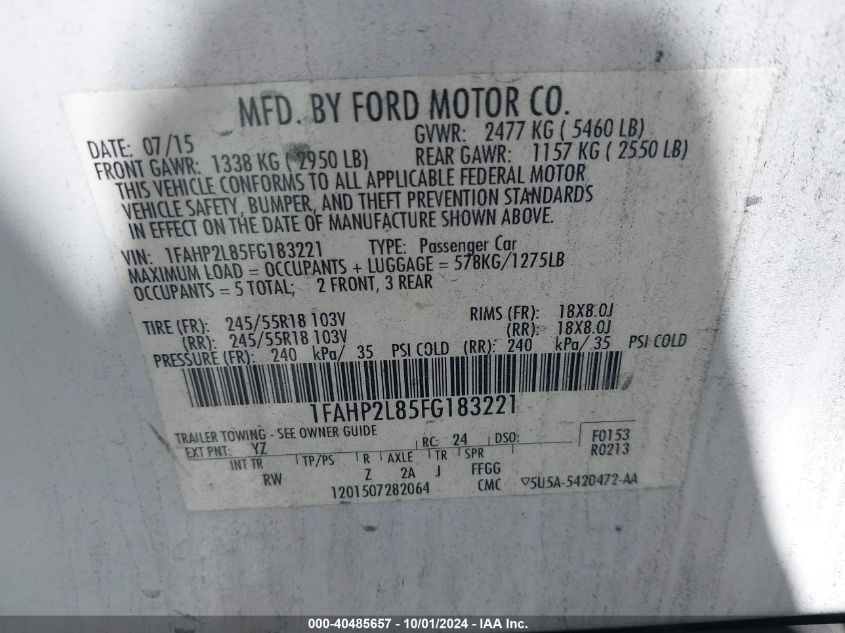 MFD. BY FORD MOTOR CO.
DATE: 07/15 GVWR: 2477 KG ( 5460 LB)
FRONT GAWR: 1338 KG ( 2950 LB) REAR GAWR: 1157 KG ( 2550 LB)
THIS VEHICLE CONFORMS TO ALL APPLICABLE FEDERAL MOTOR
VEHICLE SAFETY, BUMPER, AND THEFT PREVENTION STANDARDS
IN EFFECT ON THE DATE OF MANUFACTURE SHOWN ABOVE.
VIN: 1FAHP2L85FG183221 TYPE: Passenger Car
MAXIMUM LOAD = OCCUPANTS + LUGGAGE = 578KG/1275LB
OCCUPANTS = 5 TOTAL; 2 FRONT, 3 REAR
TIRE (FR): 245/55R18 103V RIMS (FR): 18X8.0J
(RR): 245/55R18 103V (RR): 18X8.0J
PRESSURE (FR): 240 kPa/ 35 PSI COLD (RR): 240 kPa/ 35 PSI COLD
1FAHP2L85FG183221
TRAILER TOWING - SEE OWNER GUIDE
EXT PNT: YZ RC: 24 DSO: F0153
R0213
INT TR TP/PS R AXLE TR SPR
RW Z 2A J FFGG
1201507282064 CMC ▽5U5A-5420472-AA
000-40485657 - 10/01/2024 - IAA Inc.